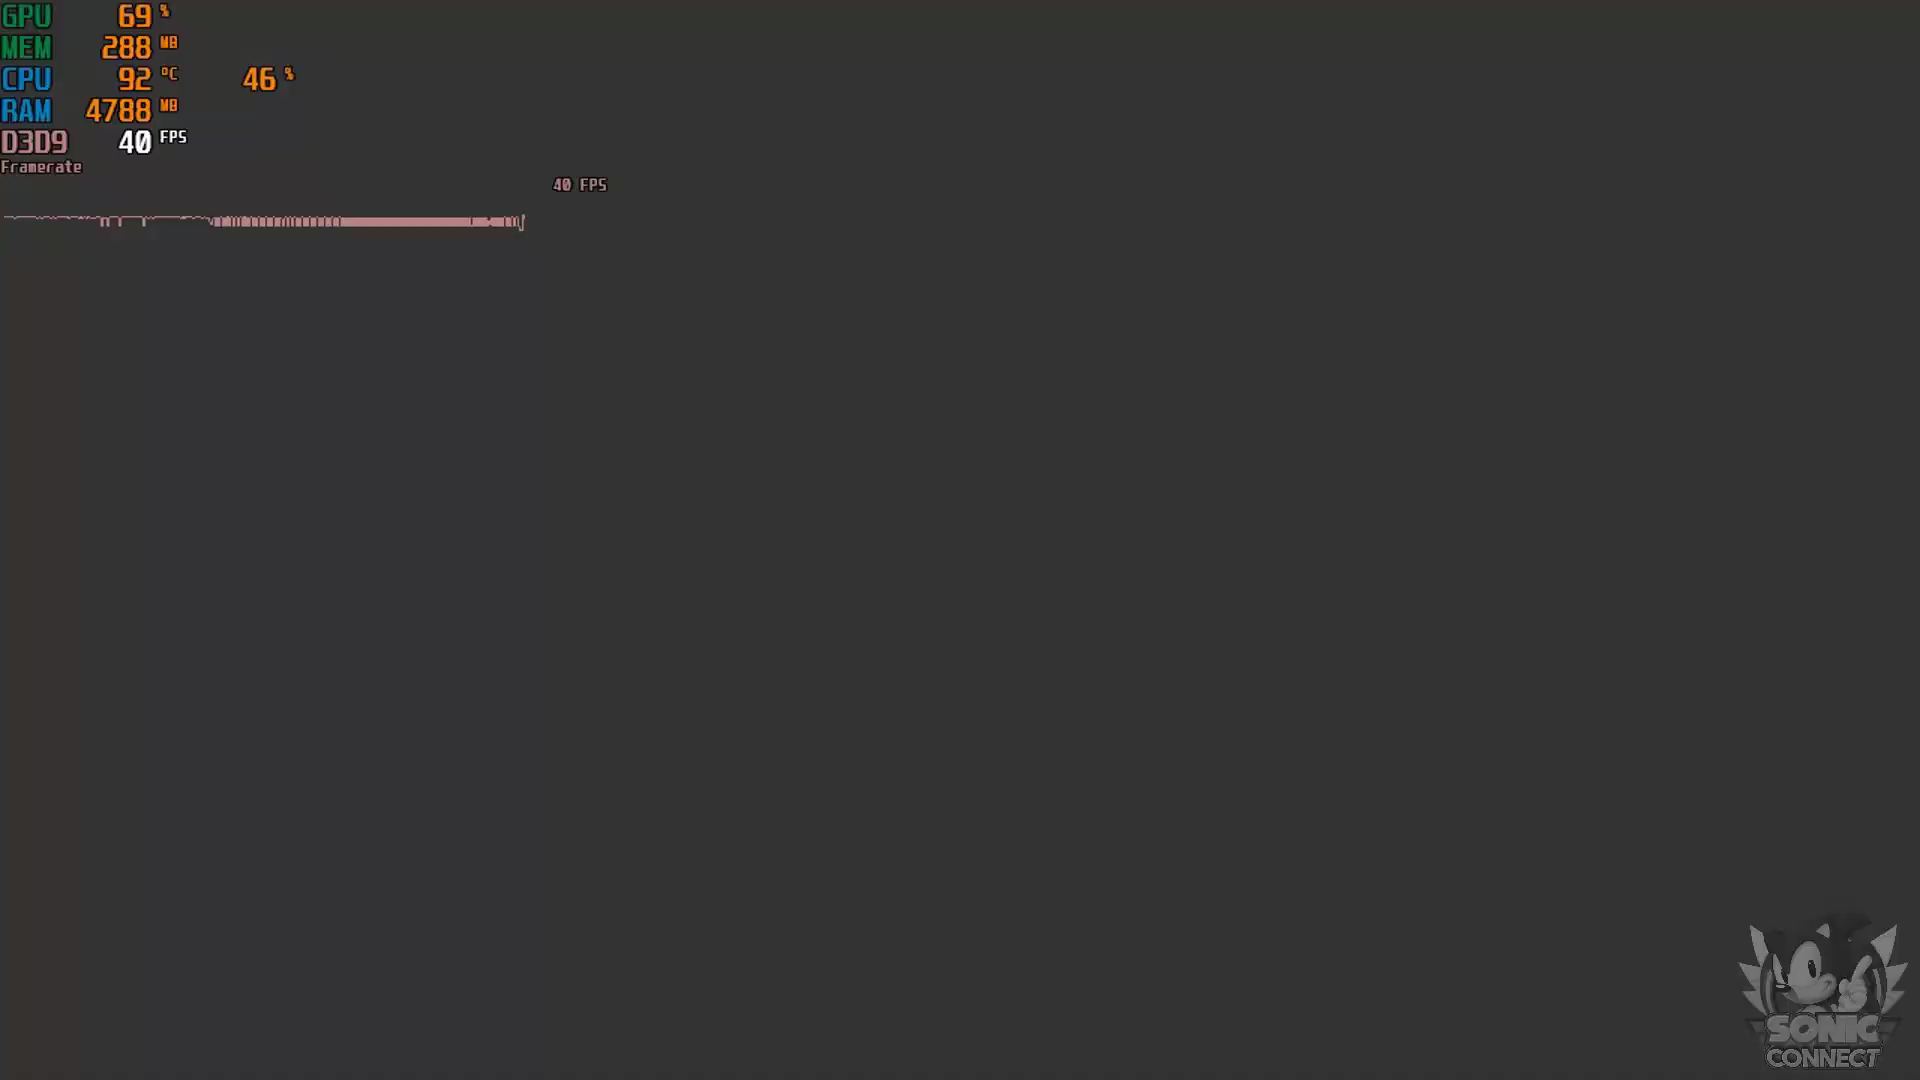 GPU 69 %
MEM 288 MB
CPU 92 °C 46 %
RAM 4788 MB
D3D9 40 FPS
Framerate
40 FPS
SONIC
CONNECT